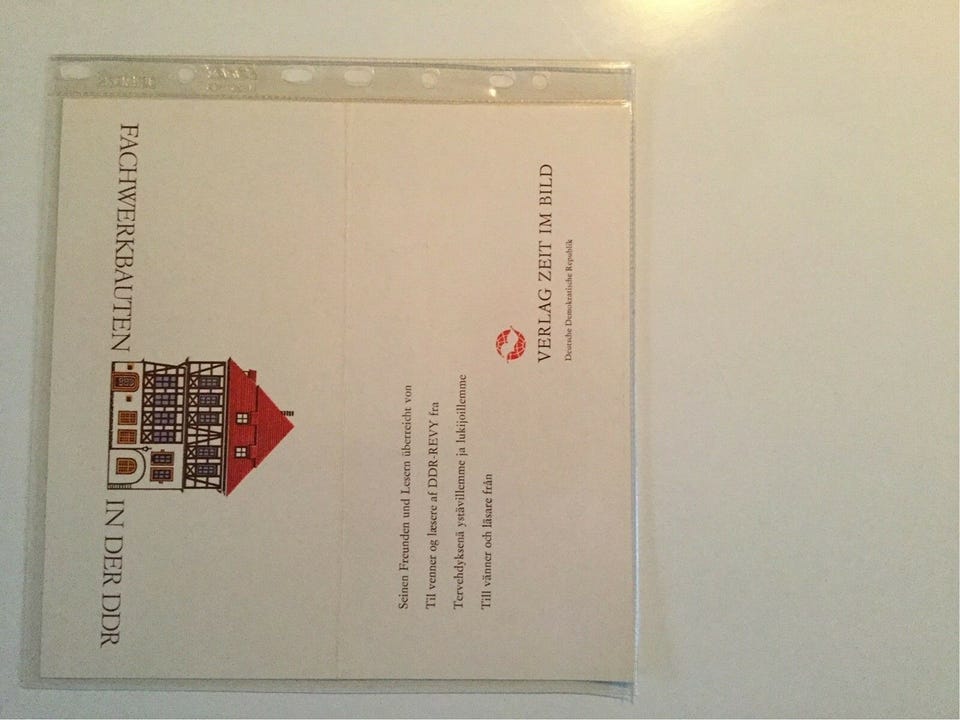 FACHWERKBAUTEN IN DER DDR
Seinen Freunden und Lesern überreicht von
Til venner og læsere af DDR-REVY fra
Tervehdyksenä ystävillemme ja lukijoillemme
Till vänner och läsare från
VERLAG ZEIT IM BILD
Deutsche Demokratische Republik